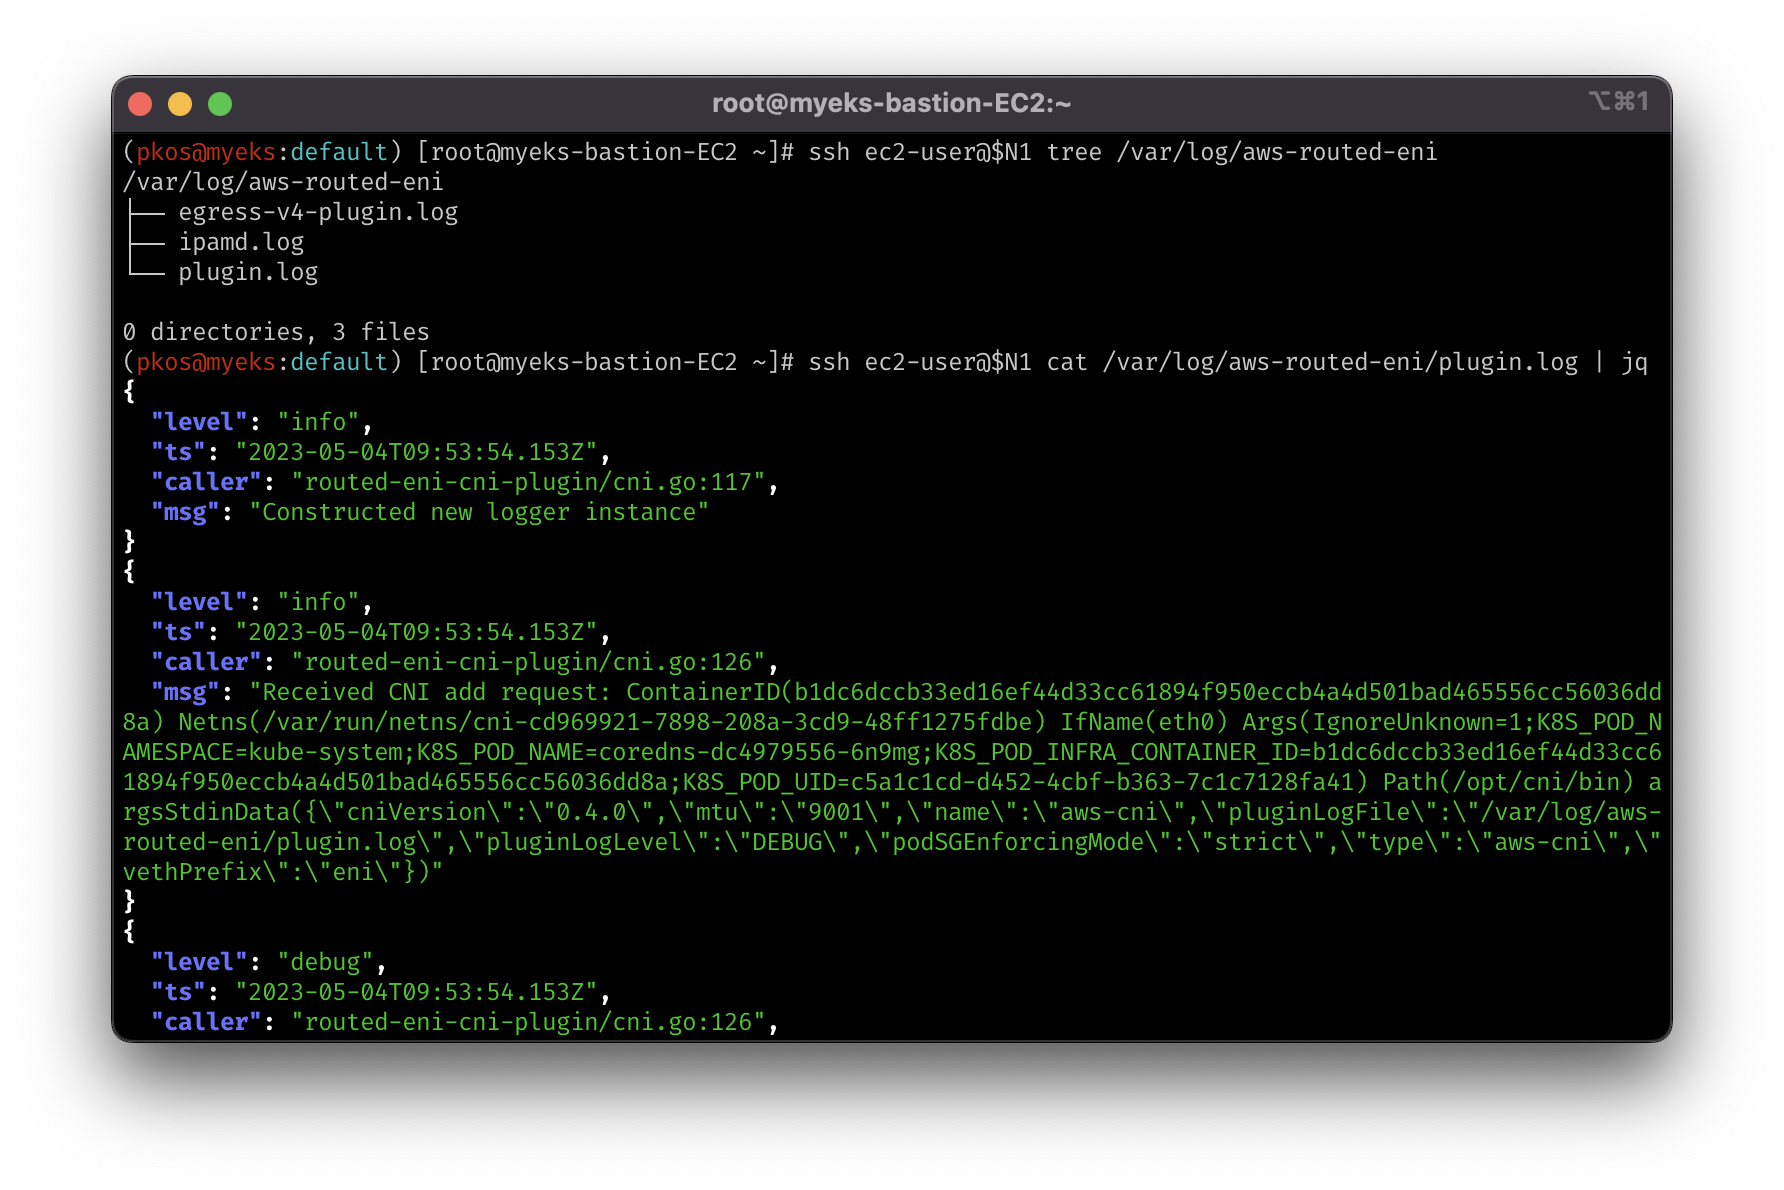 root@myeks-bastion-EC2:~
⌥⌘1
(pkos@myeks:default) [root@myeks-bastion-EC2 ~]# ssh ec2-user@$N1 tree /var/log/aws-routed-eni
/var/log/aws-routed-eni
├── egress-v4-plugin.log
├── ipamd.log
└── plugin.log
0 directories, 3 files
(pkos@myeks:default) [root@myeks-bastion-EC2 ~]# ssh ec2-user@$N1 cat /var/log/aws-routed-eni/plugin.log | jq
{
  "level": "info",
  "ts": "2023-05-04T09:53:54.153Z",
  "caller": "routed-eni-cni-plugin/cni.go:117",
  "msg": "Constructed new logger instance"
}
{
  "level": "info",
  "ts": "2023-05-04T09:53:54.153Z",
  "caller": "routed-eni-cni-plugin/cni.go:126",
  "msg": "Received CNI add request: ContainerID(b1dc6dccb33ed16ef44d33cc61894f950eccb4a4d501bad465556cc56036dd
8a) Netns(/var/run/netns/cni-cd969921-7898-208a-3cd9-48ff1275fdbe) IfName(eth0) Args(IgnoreUnknown=1;K8S_POD_N
AMESPACE=kube-system;K8S_POD_NAME=coredns-dc4979556-6n9mg;K8S_POD_INFRA_CONTAINER_ID=b1dc6dccb33ed16ef44d33cc6
1894f950eccb4a4d501bad465556cc56036dd8a;K8S_POD_UID=c5a1c1cd-d452-4cbf-b363-7c1c7128fa41) Path(/opt/cni/bin) a
rgsStdinData({\"cniVersion\":\"0.4.0\",\"mtu\":\"9001\",\"name\":\"aws-cni\",\"pluginLogFile\":\"/var/log/aws-
routed-eni/plugin.log\",\"pluginLogLevel\":\"DEBUG\",\"podSGEnforcingMode\":\"strict\",\"type\":\"aws-cni\",\"
vethPrefix\":\"eni\"})"
}
{
  "level": "debug",
  "ts": "2023-05-04T09:53:54.153Z",
  "caller": "routed-eni-cni-plugin/cni.go:126",